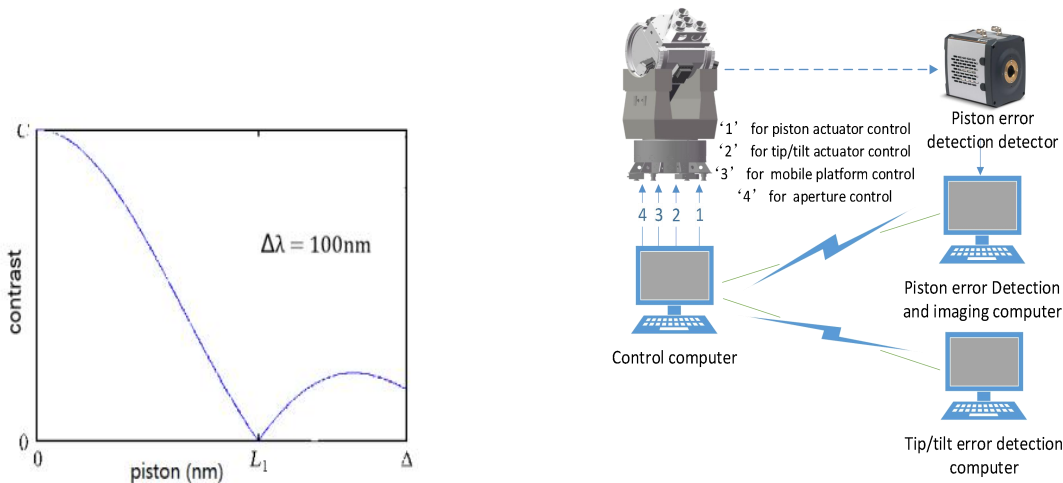 contrast
Δλ = 100nm
0
0
L₁
Δ
piston (nm)
Piston error
detection detector
‘1’ for piston actuator control
‘2’ for tip/tilt actuator control
‘3’ for mobile platform control
‘4’ for aperture control
4 3 2 1
Control computer
Piston error Detection
and imaging computer
Tip/tilt error detection
computer